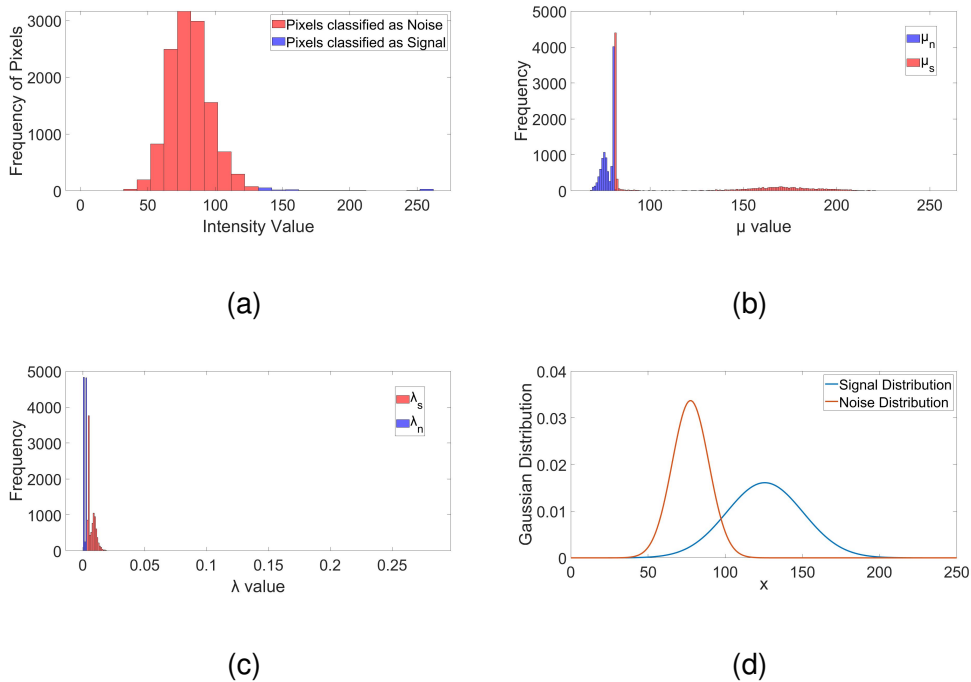 3000
2000
1000
0
Frequency of Pixels
Pixels classified as Noise
Pixels classified as Signal
0 50 100 150 200 250
Intensity Value
(a)
5000
4000
3000
2000
1000
0
Frequency
μn
μs
100 150 200 250
μ value
(b)
5000
4000
3000
2000
1000
0
Frequency
λs
λn
0 0.05 0.1 0.15 0.2 0.25
λ value
(c)
0.04
0.03
0.02
0.01
0
Gaussian Distribution
Signal Distribution
Noise Distribution
0 50 100 150 200 250
x
(d)